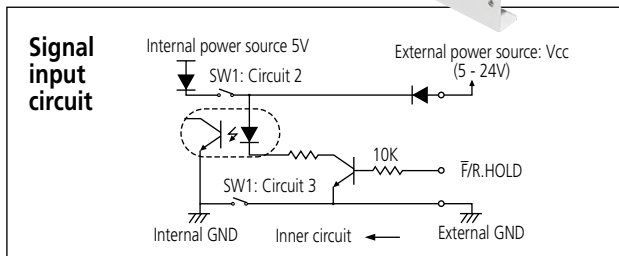 Signal
input
circuit
Internal power source 5V
External power source: Vcc
(5 - 24V)
SW1: Circuit 2
10K
F̅/R.HOLD
SW1: Circuit 3
Internal GND
Inner circuit
External GND